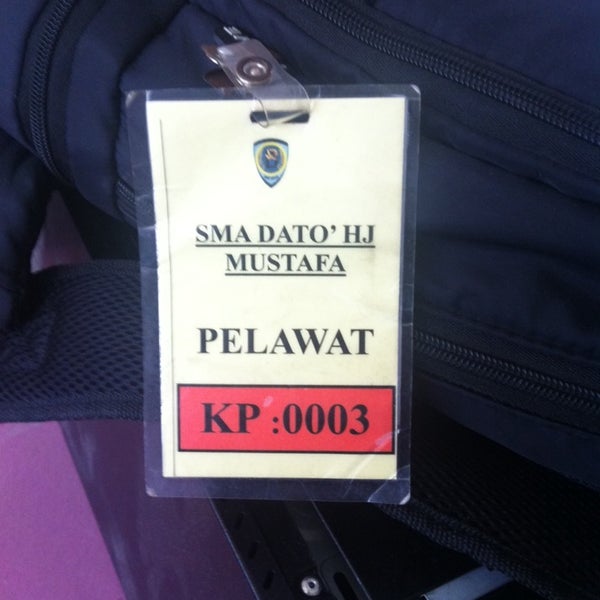 SMA DATO' HJ
MUSTAFA
PELAWAT
KP :0003